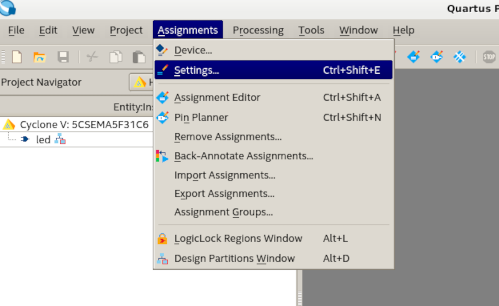 Quartus P
File Edit View Project Assignments Processing Tools Window Help
Device...
Settings... Ctrl+Shift+E
Project Navigator
Assignment Editor Ctrl+Shift+A
Entity:Ins
Pin Planner Ctrl+Shift+N
Cyclone V: 5CSEMA5F31C6
Remove Assignments...
led
Back-Annotate Assignments...
Import Assignments...
Export Assignments...
Assignment Groups...
LogicLock Regions Window Alt+L
Design Partitions Window Alt+D